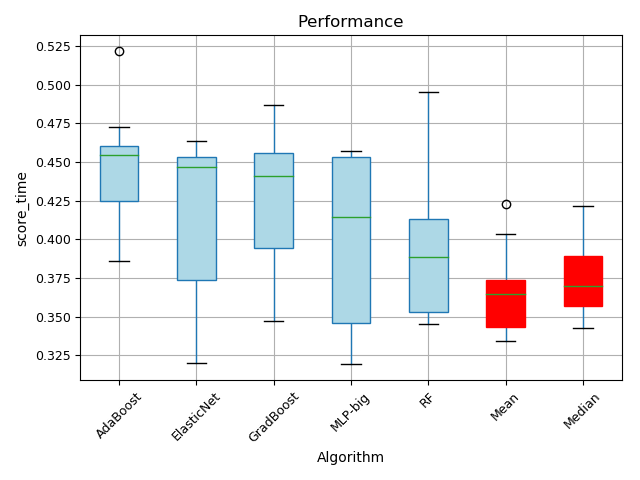 Performance
0.525
0.500
0.475
0.450
0.425
0.400
0.375
0.350
0.325
score_time
AdaBoost
ElasticNet
GradBoost
MLP-big
RF
Mean
Median
Algorithm